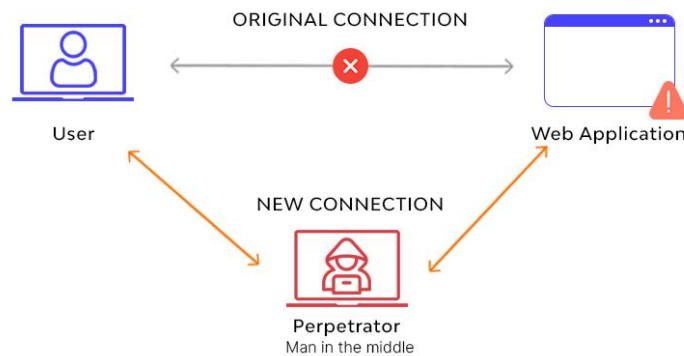 ORIGINAL CONNECTION
User
Web Application
NEW CONNECTION
Perpetrator
Man in the middle